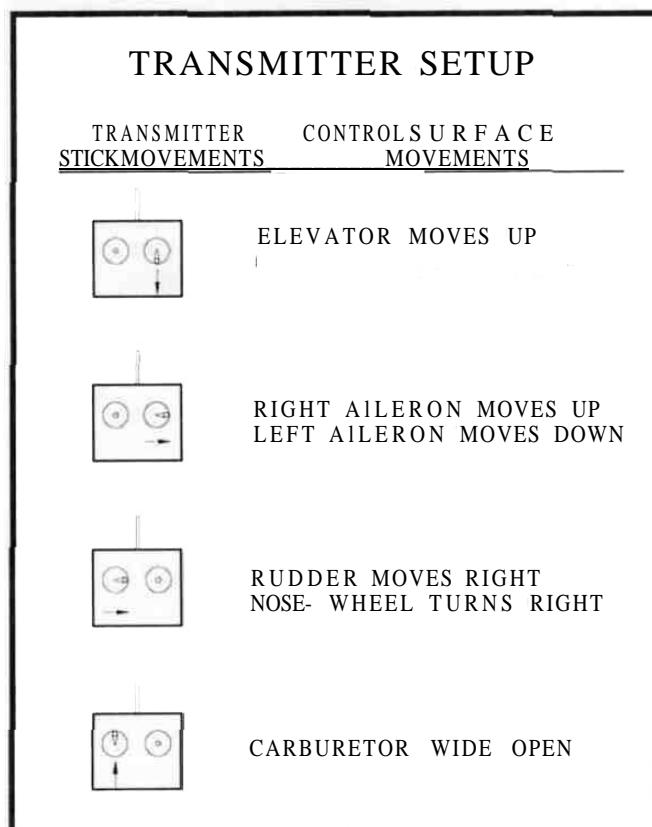 TRANSMITTER SETUP
TRANSMITTER CONTROL SURFACE
STICK MOVEMENTS MOVEMENTS
ELEVATOR MOVES UP
RIGHT AILERON MOVES UP
LEFT AILERON MOVES DOWN
RUDDER MOVES RIGHT
NOSE- WHEEL TURNS RIGHT
CARBURETOR WIDE OPEN